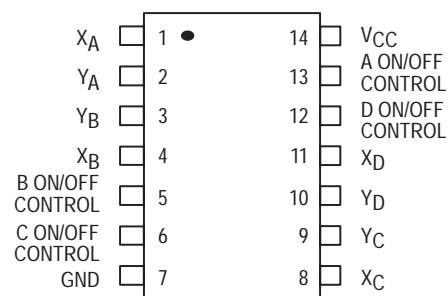 XA 1 14 VCC
YA 2 13 A ON/OFF CONTROL
YB 3 12 D ON/OFF CONTROL
XB 4 11 XD
B ON/OFF CONTROL 5 10 YD
C ON/OFF CONTROL 6 9 YC
GND 7 8 XC